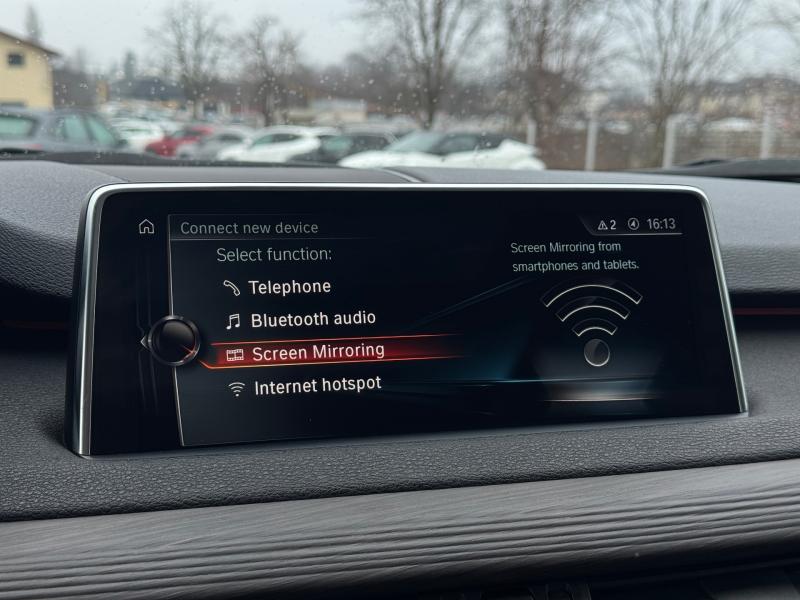 Connect new device
2 16:13
Select function:
Telephone
Bluetooth audio
Screen Mirroring
Internet hotspot
Screen Mirroring from
smartphones and tablets.